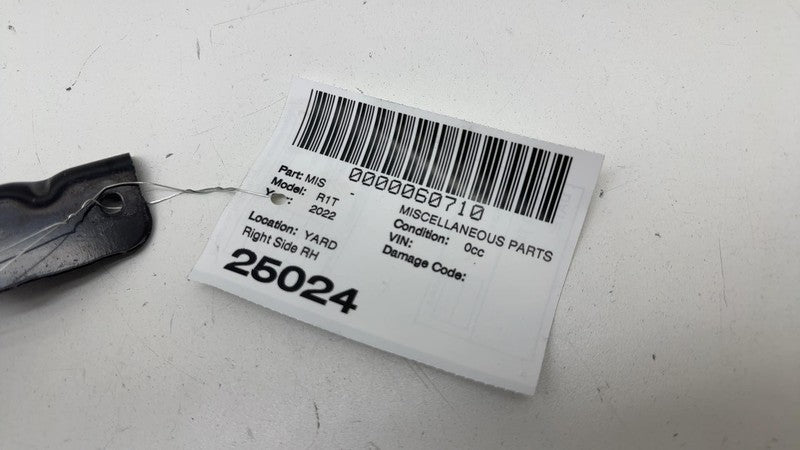 0000060710
Part: MIS - MISCELLANEOUS PARTS
Model: R1T Condition: 0cc
2022 VIN:
Location: YARD Damage Code:
Right Side RH
25024